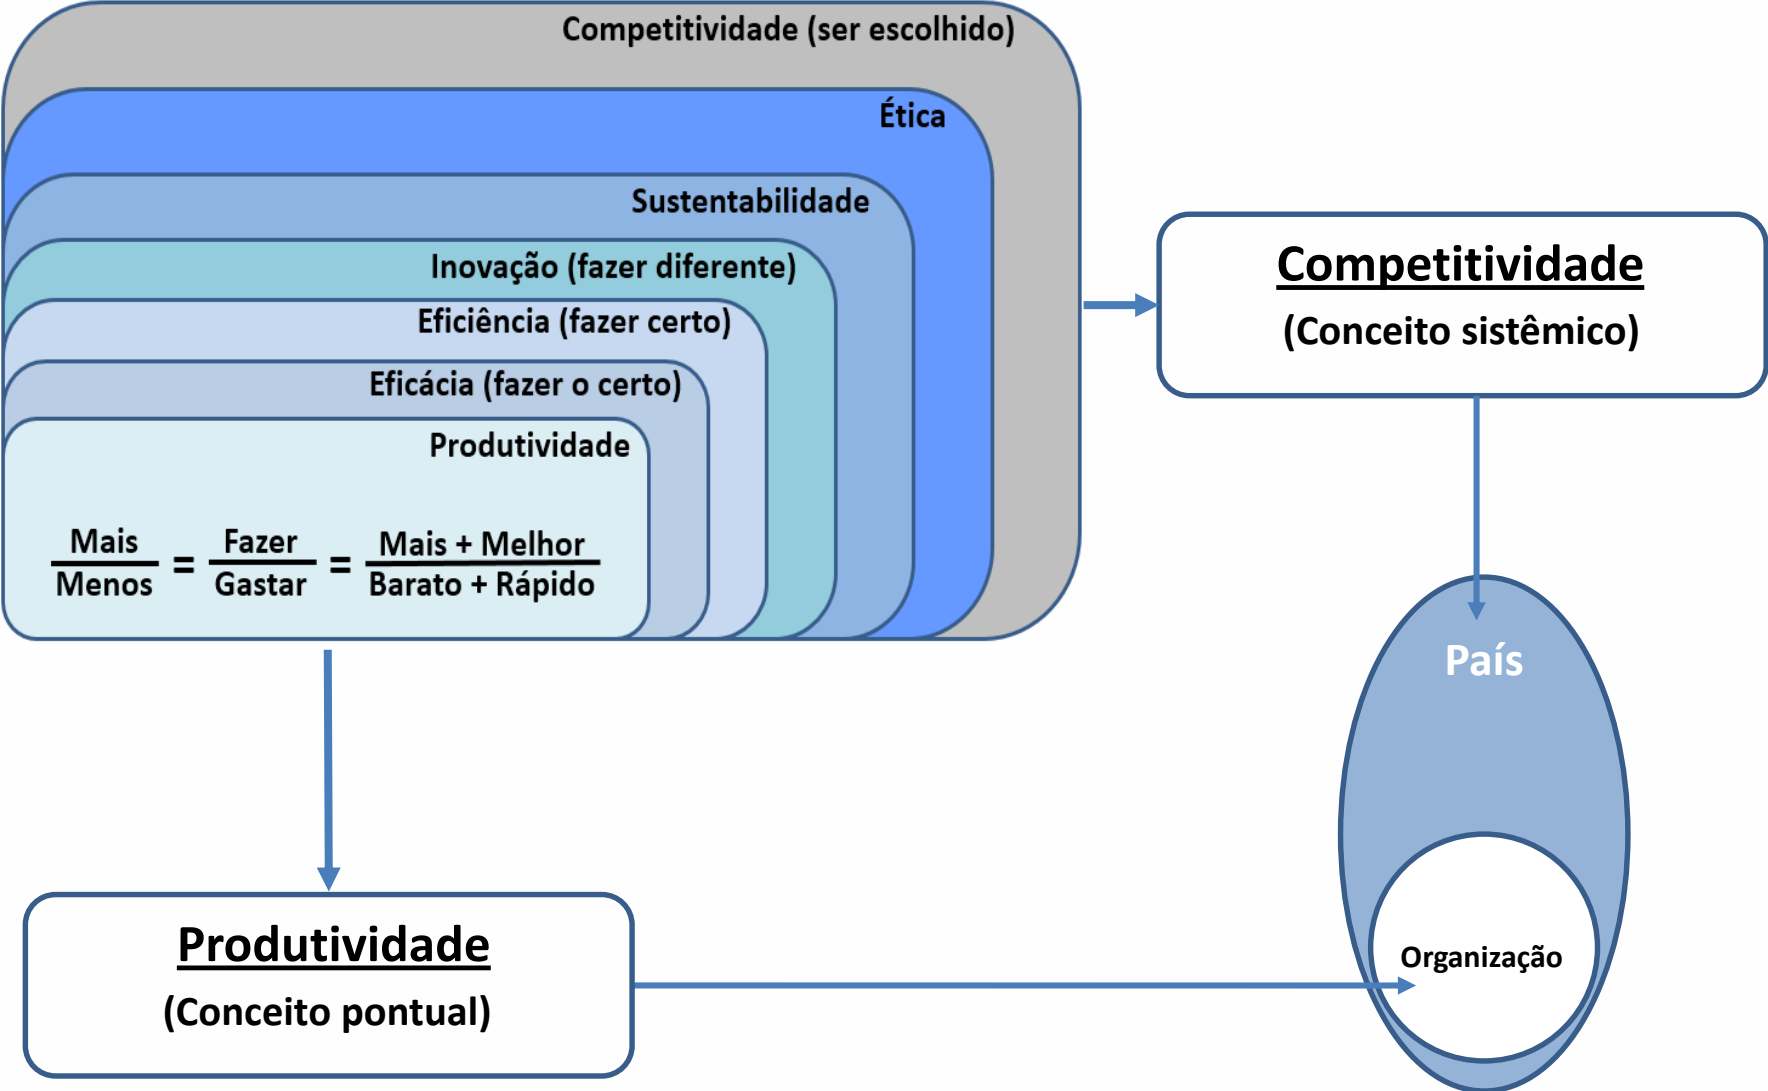 Competitividade (ser escolhido)
Ética
Sustentabilidade
Inovação (fazer diferente)
Eficiência (fazer certo)
Eficácia (fazer o certo)
Produtividade
Mais = Fazer = Mais + Melhor
Menos Gastar Barato + Rápido
Competitividade
(Conceito sistêmico)
País
Organização
Produtividade
(Conceito pontual)